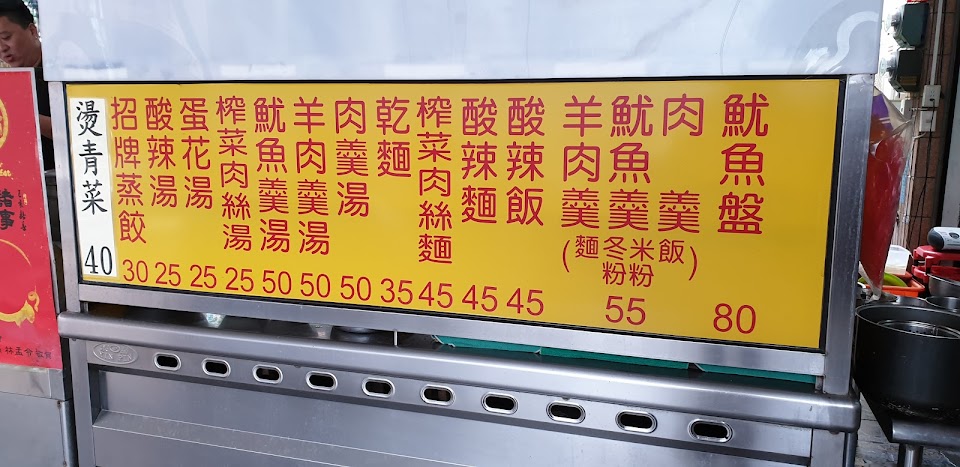 魷魚盤 80
肉羹
魷魚羹
羊肉羹
(麵 冬粉 米粉 飯)
55
酸辣飯 45
酸辣麵 45
榨菜肉絲麵 45
乾麵 35
肉羹湯 50
羊肉羹湯 50
魷魚羹湯 50
榨菜肉絲湯 25
蛋花湯 25
酸辣湯 25
招牌蒸餃 30
燙青菜 40